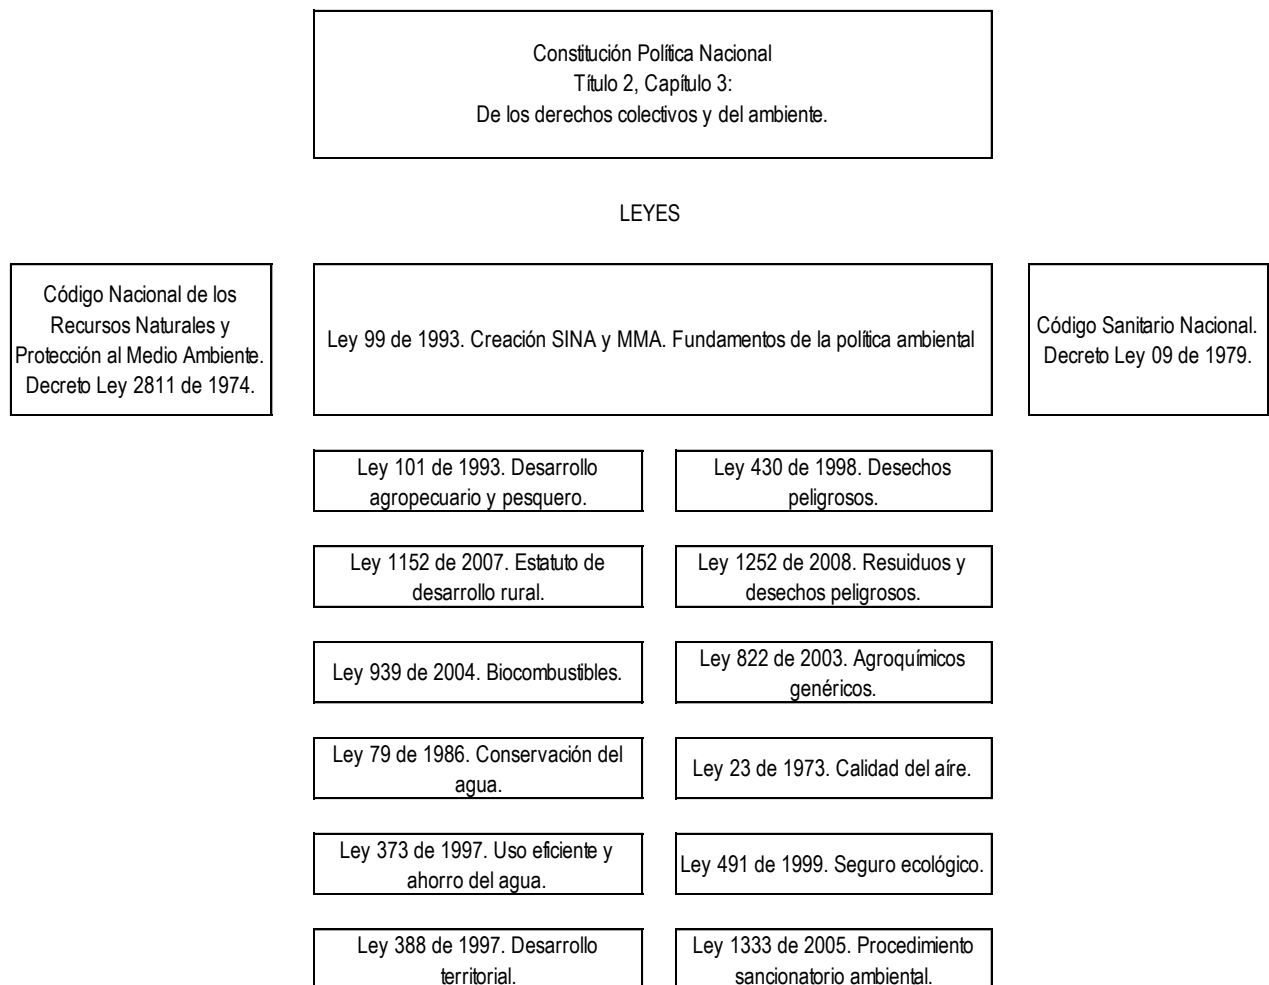 Constitución Política Nacional
Título 2, Capítulo 3:
De los derechos colectivos y del ambiente.
LEYES
Código Nacional de los
Recursos Naturales y
Protección al Medio Ambiente.
Decreto Ley 2811 de 1974.
Ley 99 de 1993. Creación SINA y MMA. Fundamentos de la política ambiental
Código Sanitario Nacional.
Decreto Ley 09 de 1979.
Ley 101 de 1993. Desarrollo
agropecuario y pesquero.
Ley 430 de 1998. Desechos
peligrosos.
Ley 1152 de 2007. Estatuto de
desarrollo rural.
Ley 1252 de 2008. Resuiduos y
desechos peligrosos.
Ley 939 de 2004. Biocombustibles.
Ley 822 de 2003. Agroquímicos
genéricos.
Ley 79 de 1986. Conservación del
agua.
Ley 23 de 1973. Calidad del aíre.
Ley 373 de 1997. Uso eficiente y
ahorro del agua.
Ley 491 de 1999. Seguro ecológico.
Ley 388 de 1997. Desarrollo
territorial.
Ley 1333 de 2005. Procedimiento
sancionatorio ambiental.